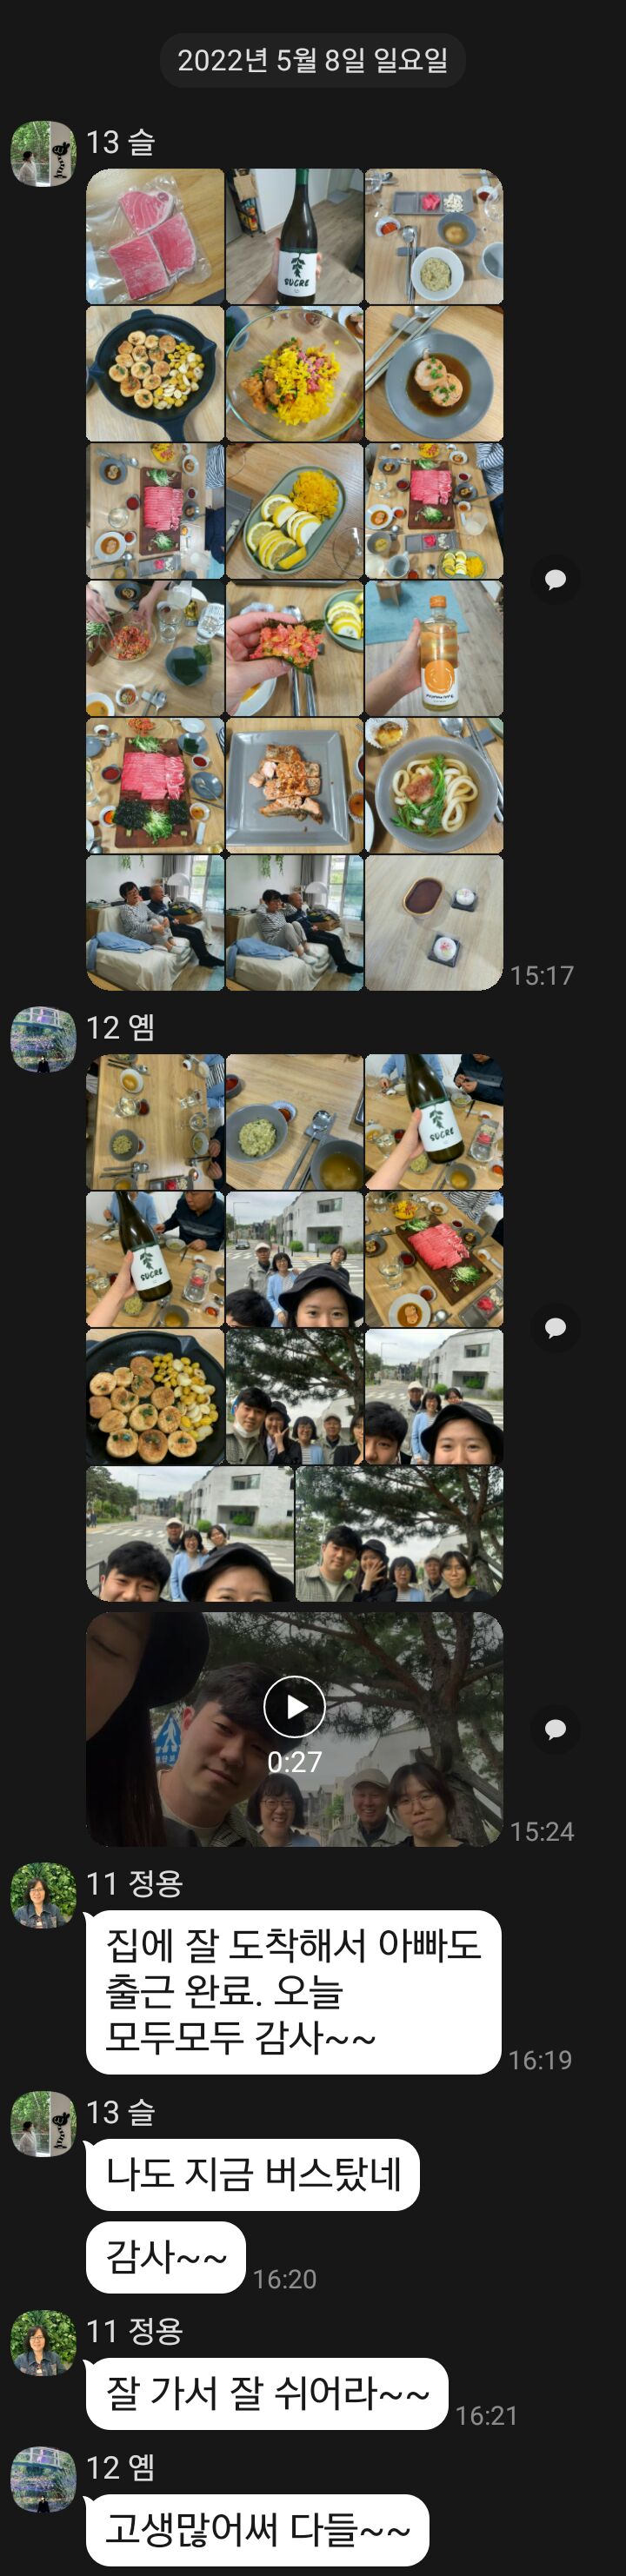 2022년 5월 8일 일요일
13 슬
SUCRE
15:17
12 옘
SUCRE
SUCRE
0:27
15:24
11 정용
집에 잘 도착해서 아빠도
출근 완료. 오늘
모두모두 감사~~
16:19
13 슬
나도 지금 버스탔네
감사~~
16:20
11 정용
잘 가서 잘 쉬어라~~
16:21
12 옘
고생많어써 다들~~